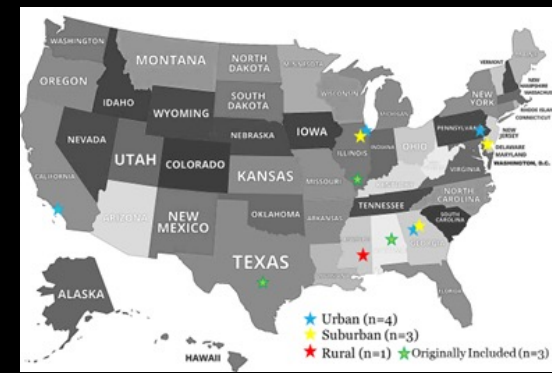 WASHINGTON
MONTANA
NORTH
DAKOTA
MINNESOTA
VERMONT
OREGON
IDAHO
WYOMING
SOUTH
DAKOTA
WISCONSIN
MICHIGAN
NEW
YORK
NEW
HAMPSHIRE
RHODE ISLAND
CONNECTICUT
NEVADA
UTAH
COLORADO
NEBRASKA
IOWA
ILLINOIS
INDIANA
OHIO
PENNSYLVANIA
NEW
JERSEY
DELAWARE
MARYLAND
WASHINGTON, D.C.
CALIFORNIA
KANSAS
MISSOURI
VIRGINIA
ARIZONA
NEW
MEXICO
OKLAHOMA
ARKANSAS
TENNESSEE
NORTH
CAROLINA
SOUTH
CAROLINA
TEXAS
GEORGIA
FLORIDA
ALASKA
HAWAII
Urban (n=4)
Suburban (n=3)
Rural (n=1) Originally Included (n=3)